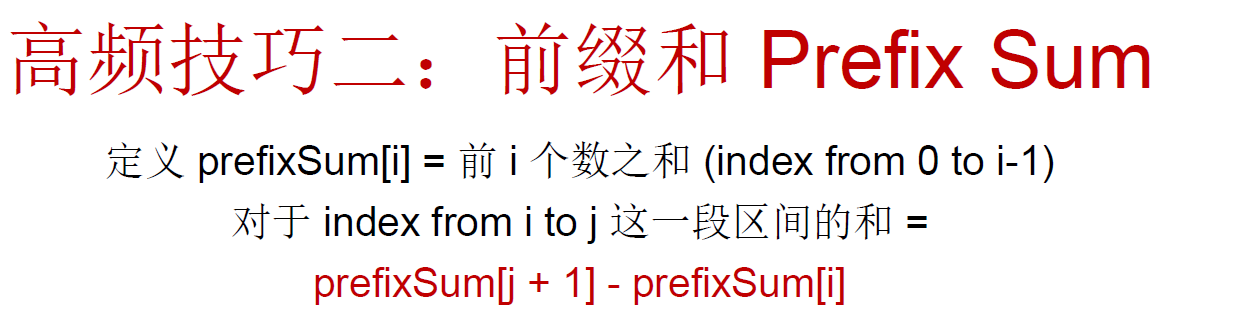 高频技巧二：前缀和 Prefix Sum
定义 prefixSum[i] = 前 i 个数之和 (index from 0 to i-1)
对于 index from i to j 这一段区间的和 =
prefixSum[j + 1] - prefixSum[i]